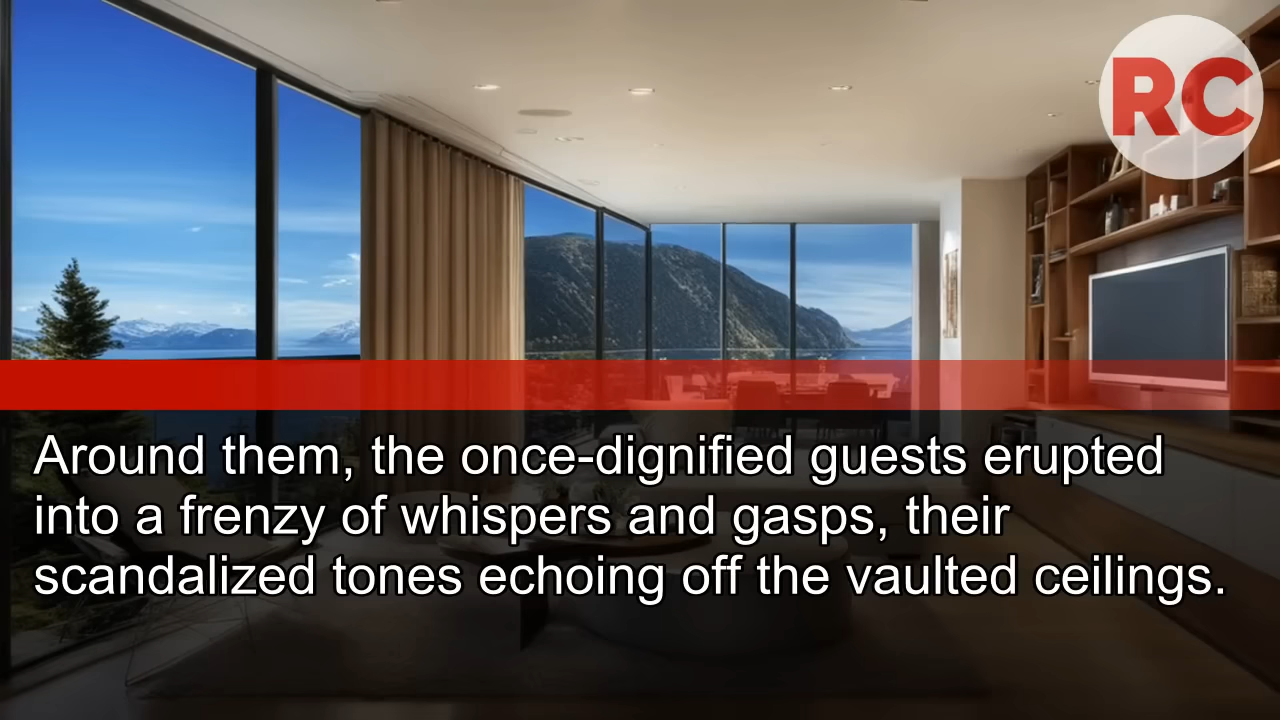 RC
Around them, the once-dignified guests erupted
into a frenzy of whispers and gasps, their
scandalized tones echoing off the vaulted ceilings.